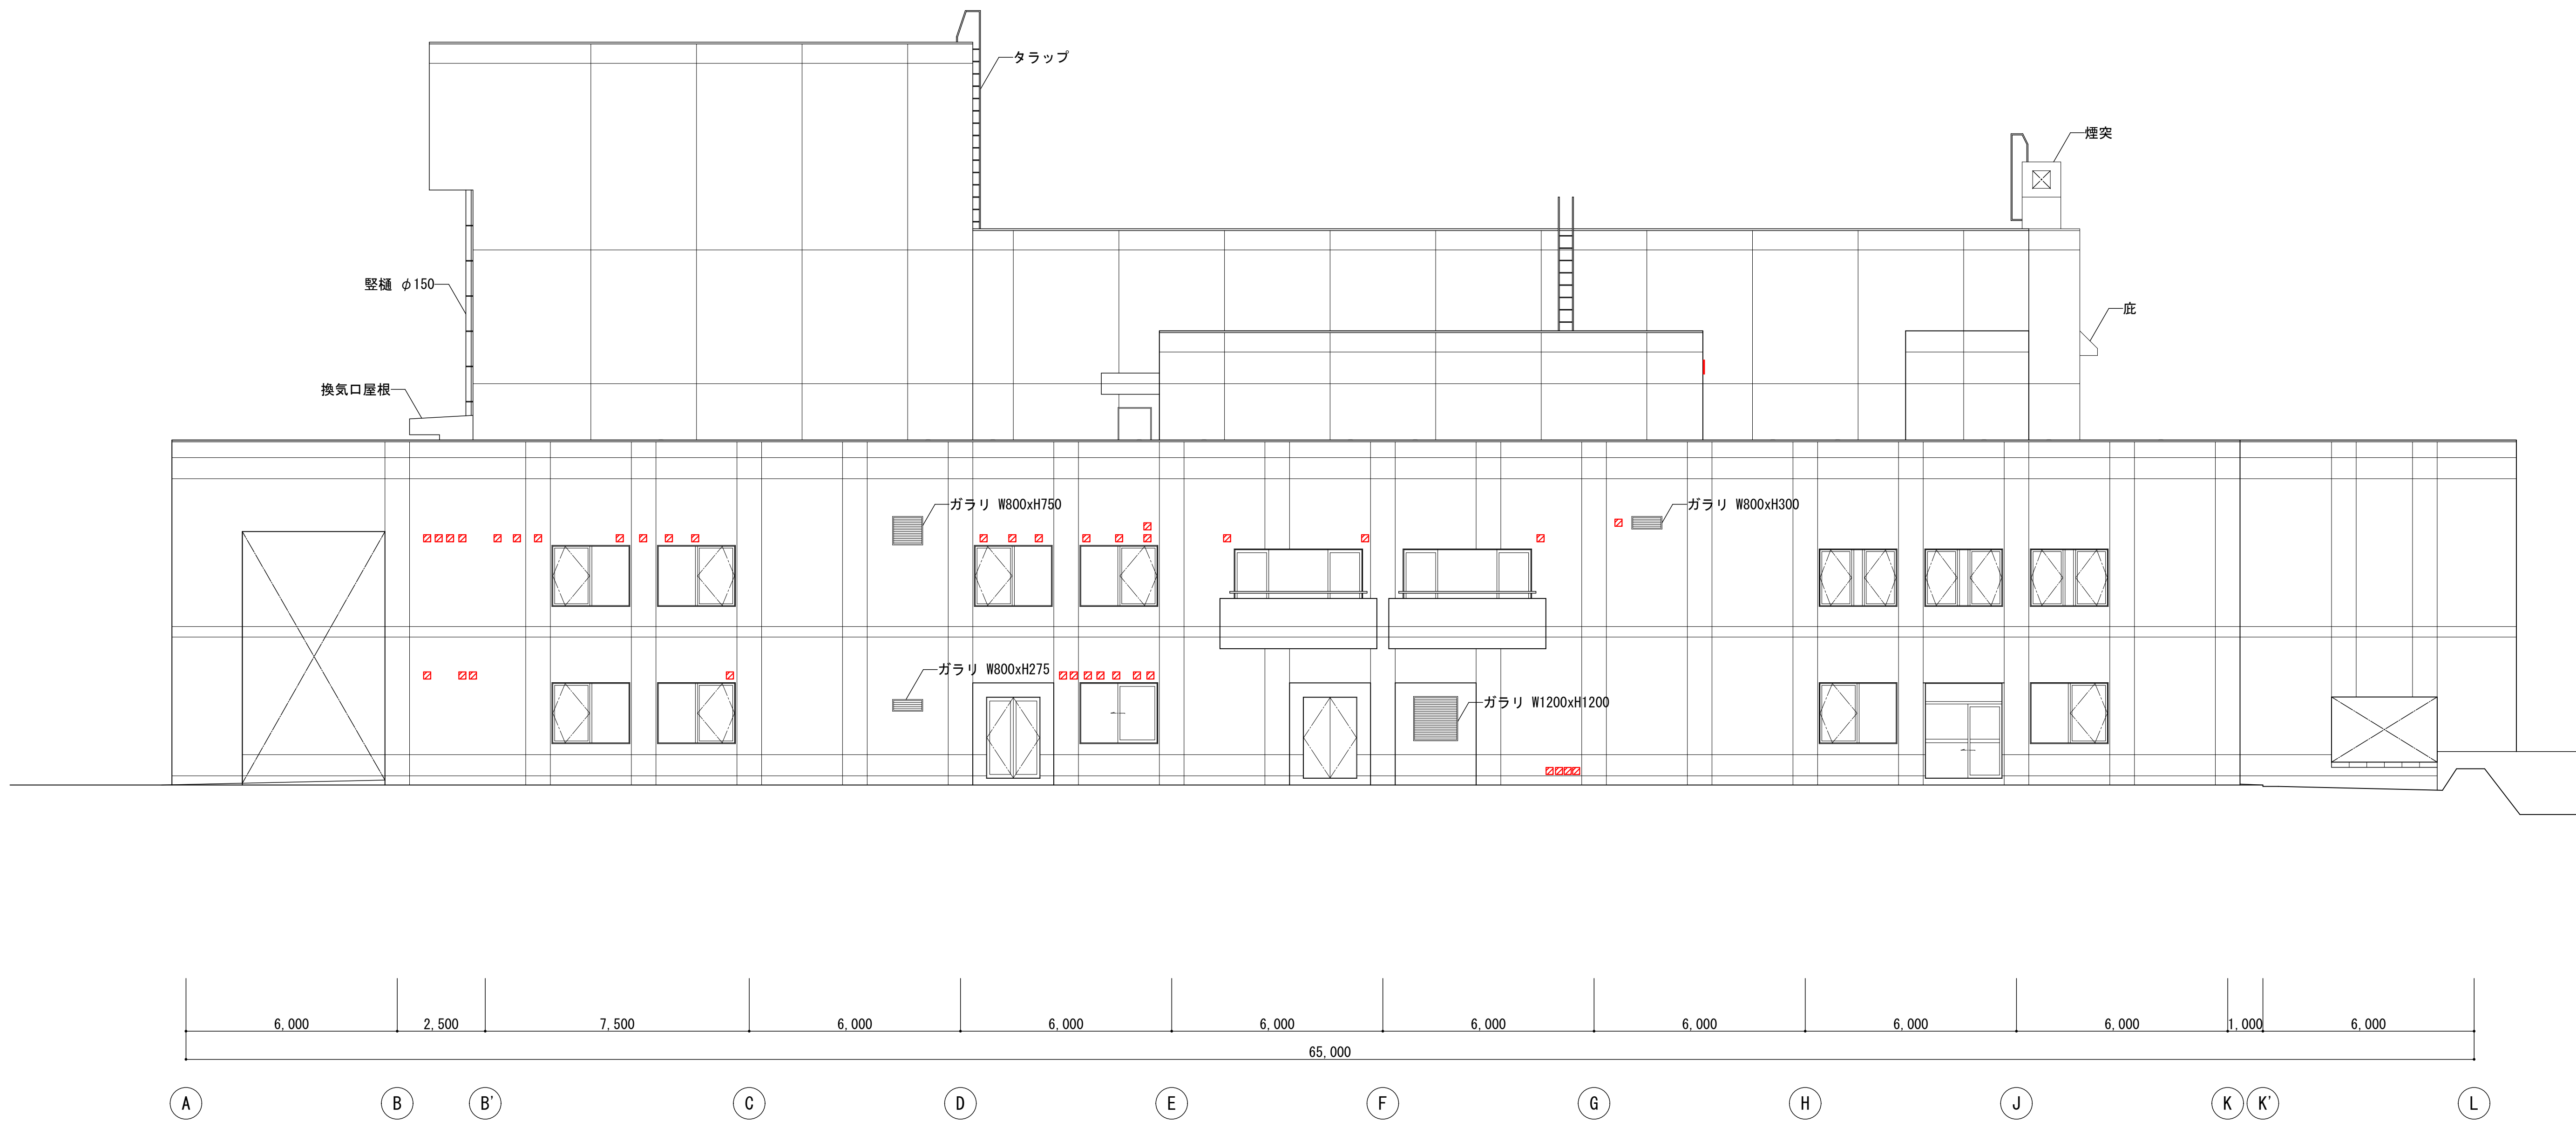 タラップ
煙突
竪樋 φ150
庇
換気口屋根
ガラリ W800xH750
ガラリ W800xH300
ガラリ W800xH275
ガラリ W1200xH1200
6,000
2,500
7,500
6,000
6,000
6,000
6,000
6,000
6,000
6,000
1,000
6,000
65,000
A
B
B'
C
D
E
F
G
H
J
K
K'
L